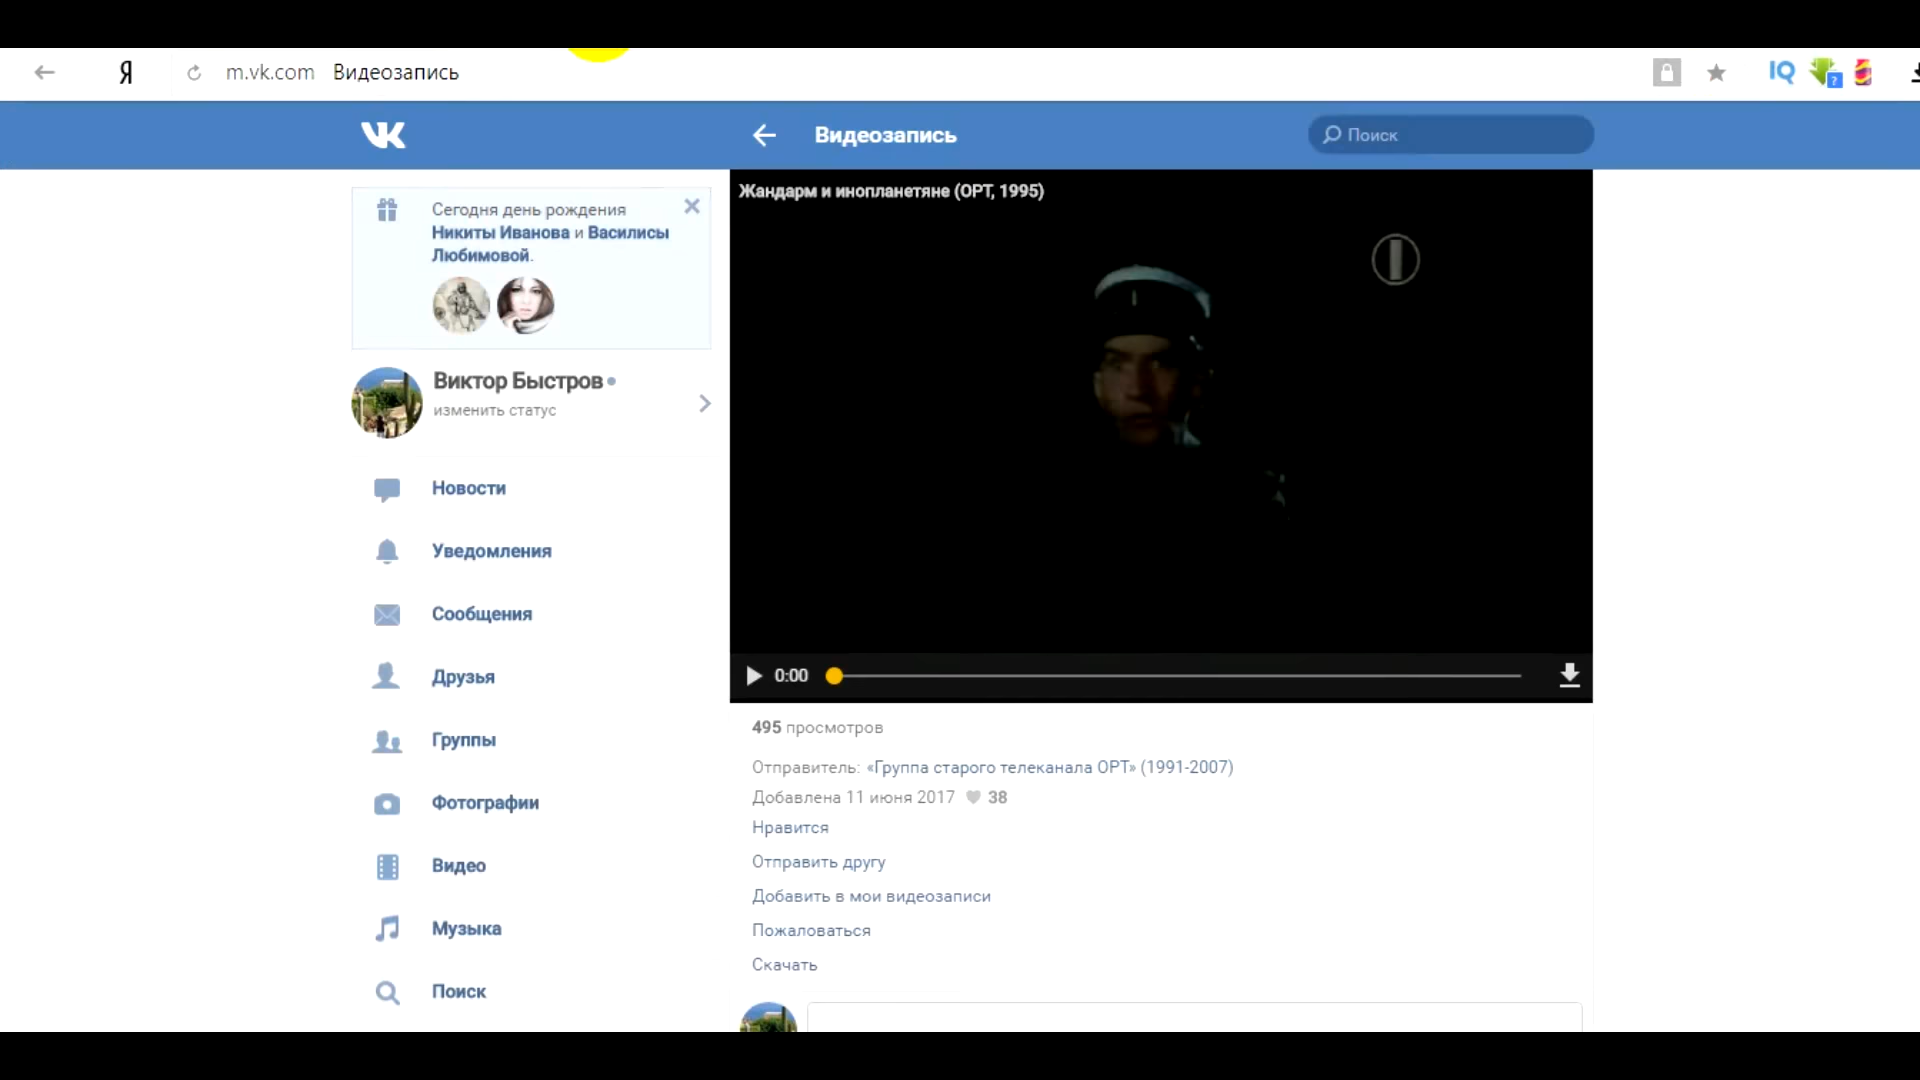 Я m.vk.com Видеозапись IQ ?
VK Видеозапись Поиск
Сегодня день рождения
Никиты Иванова и Василисы
Любимовой.
Виктор Быстров
изменить статус
Новости
Уведомления
Сообщения
Друзья
Группы
Фотографии
Видео
Музыка
Поиск
Жандарм и инопланетяне (ОРТ, 1995)
0:00
495 просмотров
Отправитель: «Группа старого телеканала ОРТ» (1991-2007)
Добавлена 11 июня 2017 38
Нравится
Отправить другу
Добавить в мои видеозаписи
Пожаловаться
Скачать